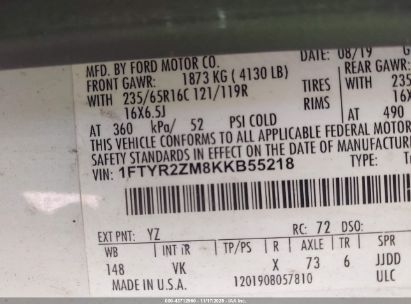 MFD. BY FORD MOTOR CO.
DATE: 08/19
FRONT GAWR: 1873 KG ( 4130 LB)
REAR GAWR:
WITH 235/65R16C 121/119R TIRES 235
16X6.5J RIMS 16X
AT 360 kPa/ 52 PSI COLD AT 490
THIS VEHICLE CONFORMS TO ALL APPLICABLE FEDERAL MOTOR
SAFETY STANDARDS IN EFFECT ON THE DATE OF MANUFACTURE
VIN: 1FTYR2ZM8KKB55218 TYPE:
EXT PNT: YZ RC: 72 DSO:
WB INT TR TP/PS R AXLE TR SPR
148 VK X 73 6 JJDD
MADE IN U.S.A. 1201908057810 ULC